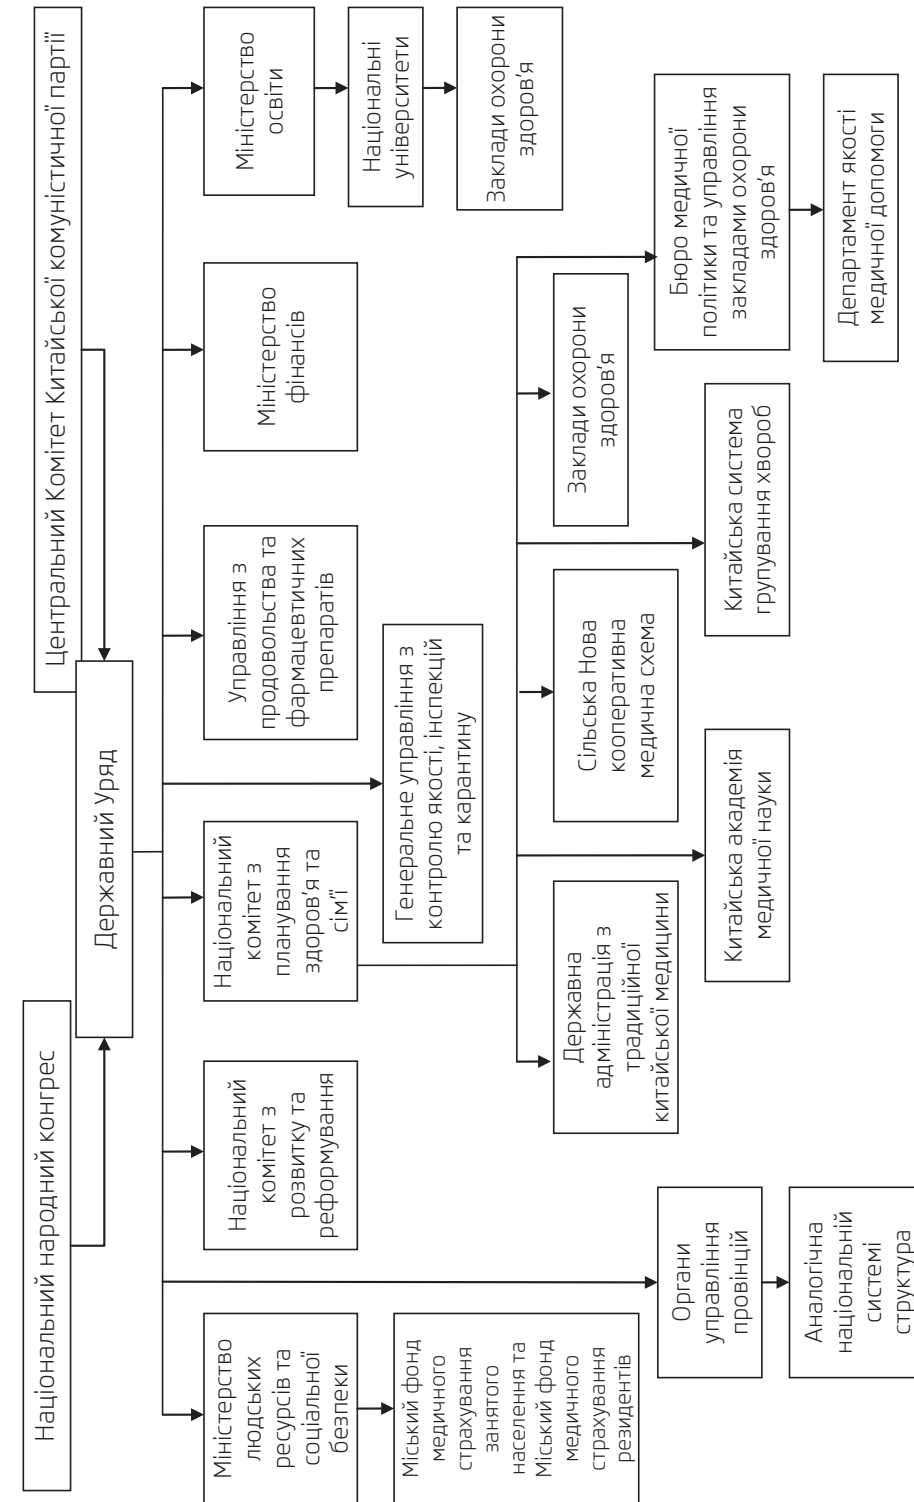 Національний народний конгрес
Центральний Комітет Китайської комуністичної партії
Державний Уряд
Міністерство
людських
ресурсів та
соціальної
безпеки
Національний
комітет з
розвитку та
реформування
Національний
комітет з
планування
здоров'я та
сім'ї
Управління з
продовольства та
фармацевтичних
препаратів
Міністерство
фінансів
Міністерство
освіти
Національні
університети
Заклади охорони
здоров'я
Міський фонд
медичного
страхування
занятого
населення та
Міський фонд
медичного
страхування
резидентів
Генеральне управління з
контролю якості, інспекцій
та карантину
Державна
адміністрація з
традиційної
китайської медицини
Сільська Нова
кооперативна
медична схема
Заклади охорони
здоров'я
Бюро медичної
політики та управління
закладами охорони
здоров'я
Органи
управління
провінцій
Китайська академія
медичної науки
Китайська система
групування хвороб
Департамент якості
медичної допомоги
Аналогічна
національній
системі
структура